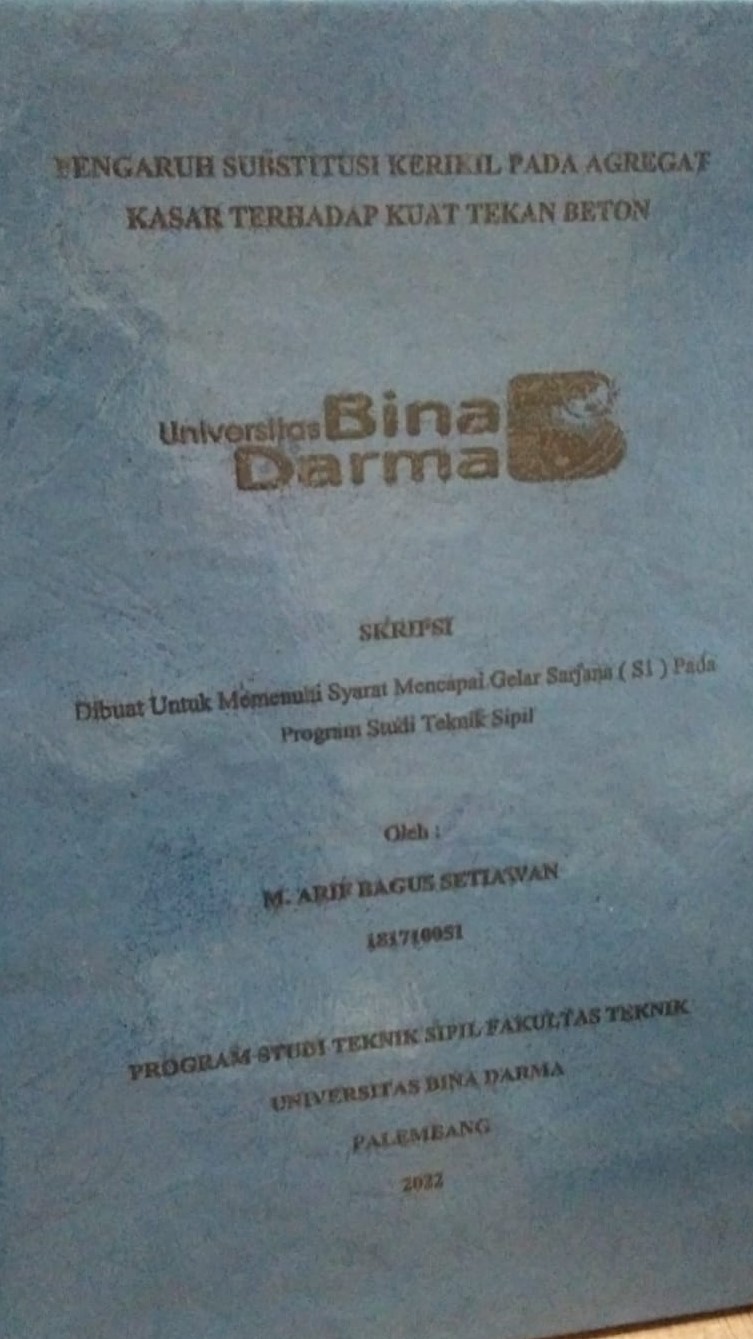 PENGARUH SUBSTITUSI KERIKIL PADA AGREGAT
KASAR TERHADAP KUAT TEKAN BETON
Universitas Bina
Darma
SKRIPSI
Dibuat Untuk Memenuhi Syarat Mencapai Gelar Sarjana ( S1 ) Pada
Program Studi Teknik Sipil
Oleh :
M. ARIF BAGUS SETIAWAN
181710051
PROGRAM STUDI TEKNIK SIPIL FAKULTAS TEKNIK
UNIVERSITAS BINA DARMA
PALEMBANG
2022